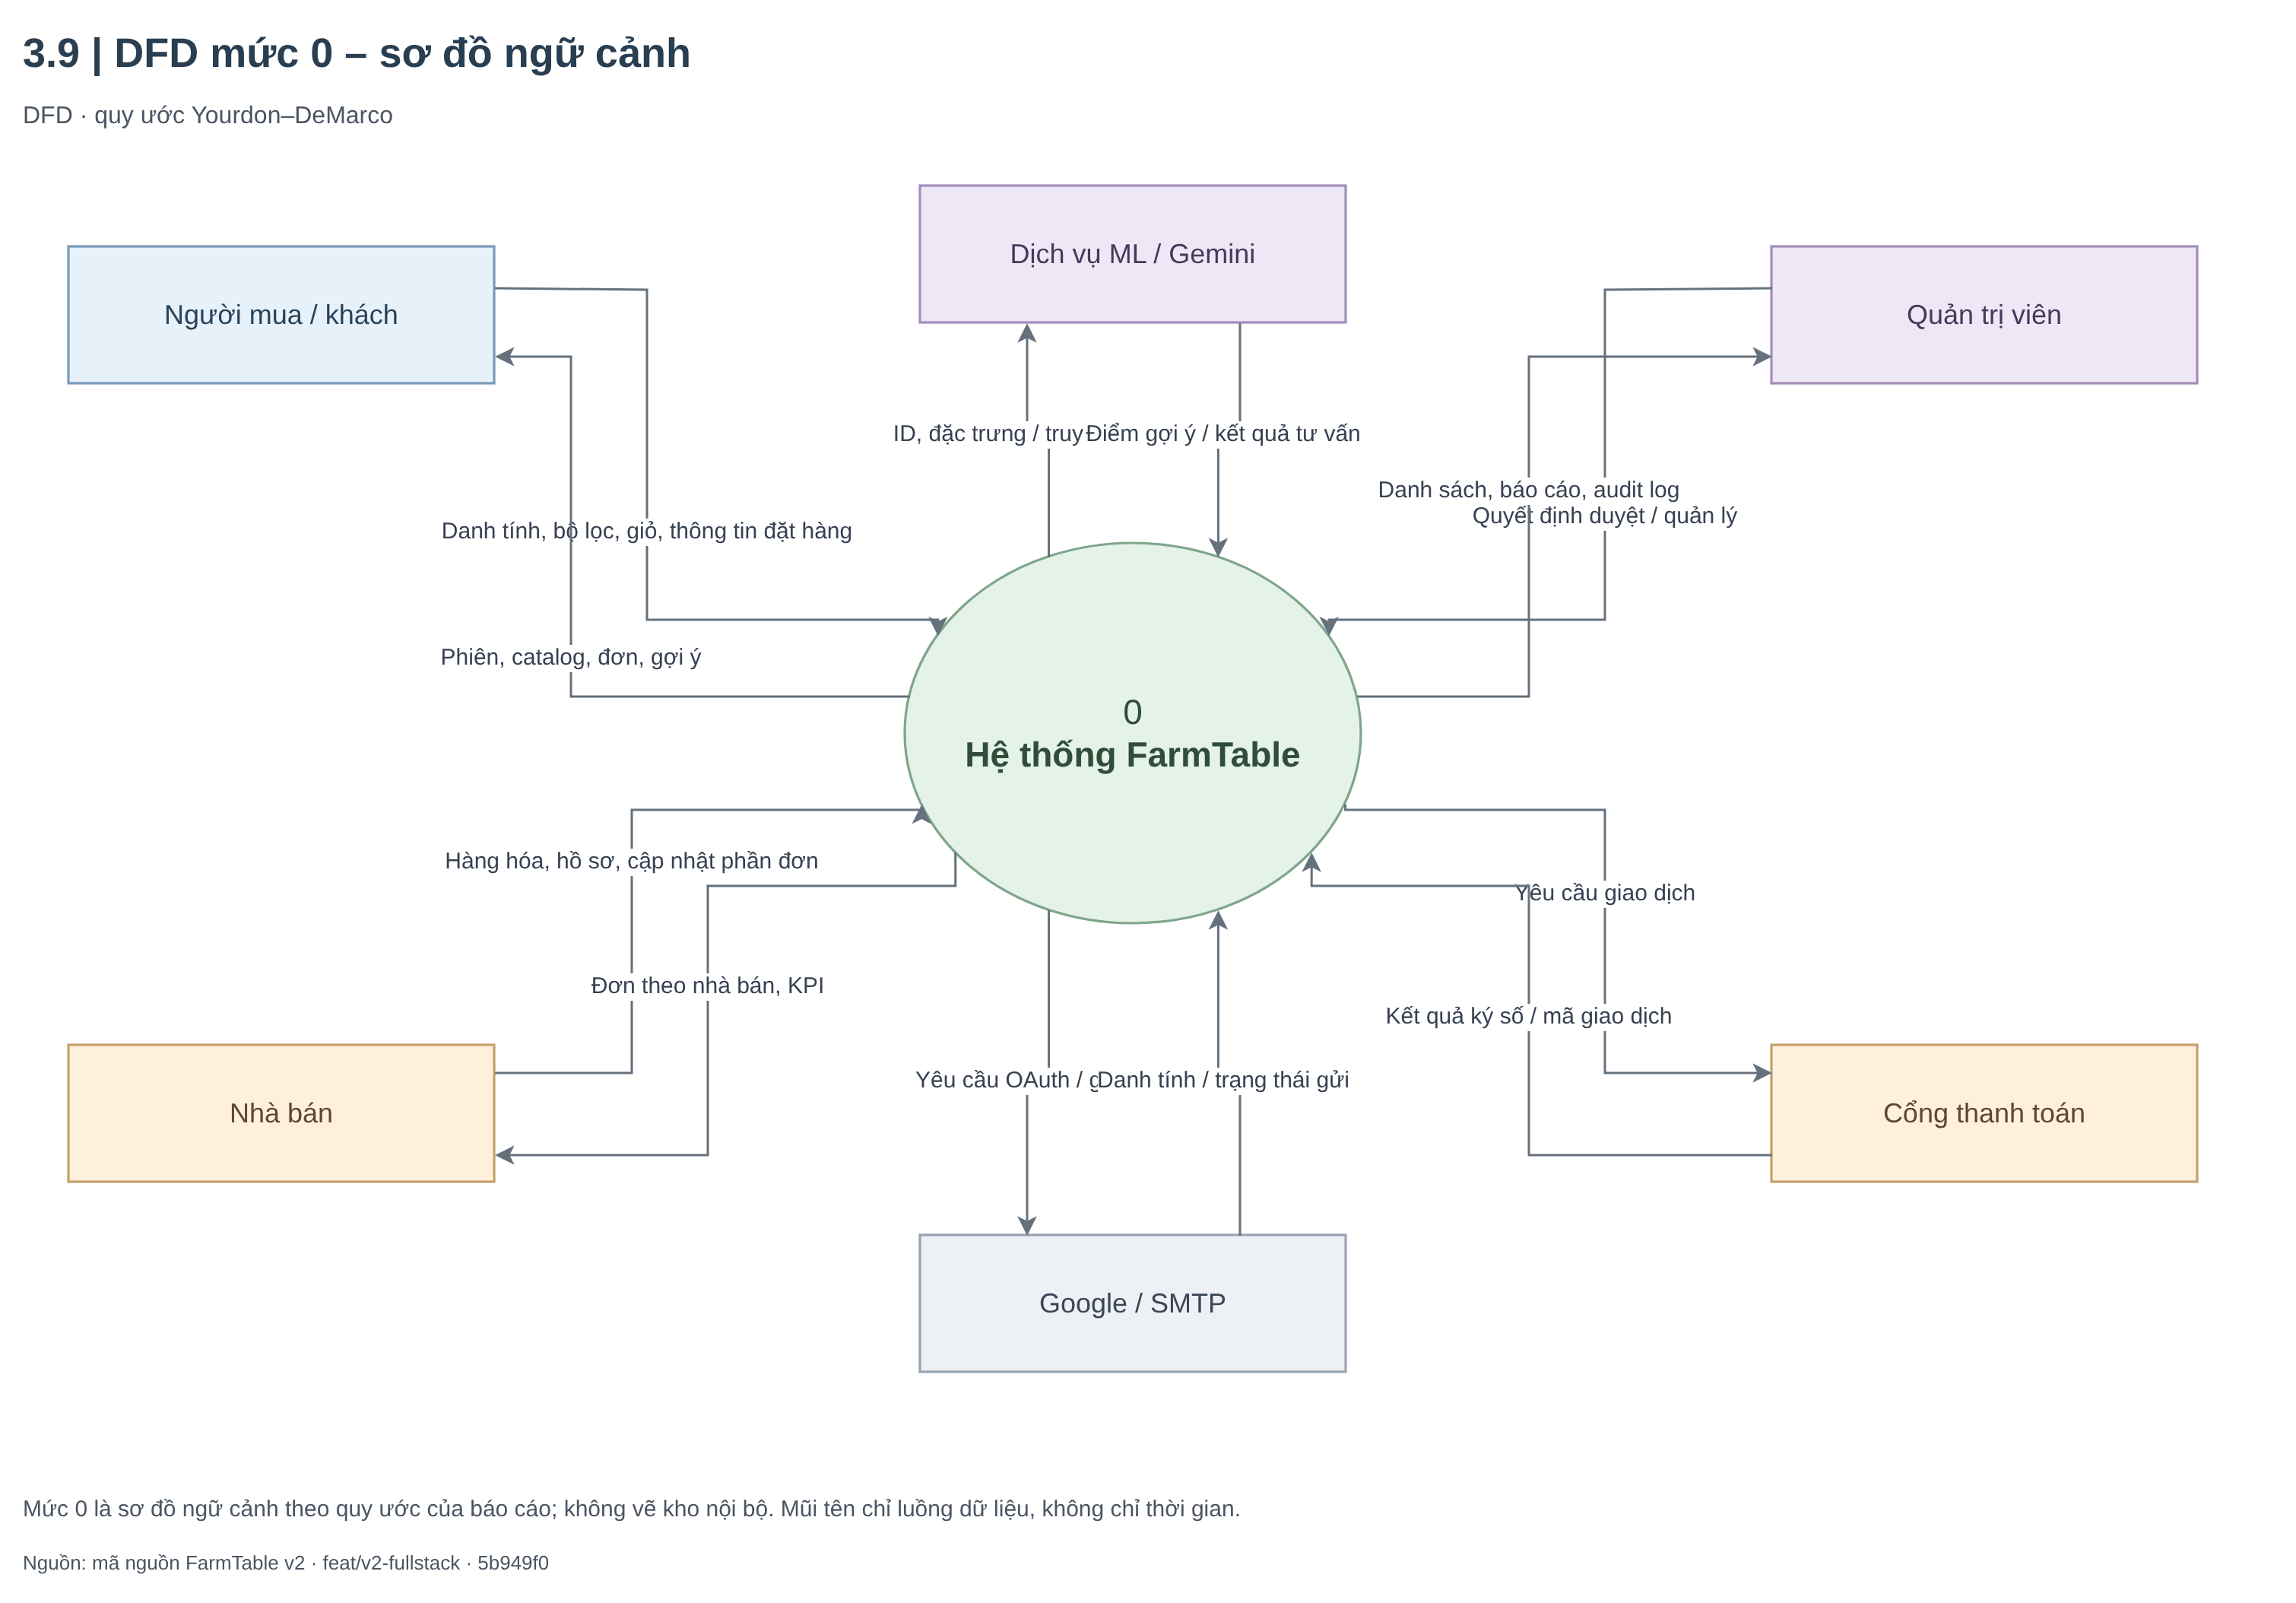 3.9 | DFD mức 0 – sơ đồ ngữ cảnh
DFD · quy ước Yourdon–DeMarco
Dịch vụ ML / Gemini
Người mua / khách
Quản trị viên
ID, đặc trưng / truy
Điểm gợi ý / kết quả tư vấn
Danh sách, báo cáo, audit log
Quyết định duyệt / quản lý
Danh tính, bộ lọc, giỏ, thông tin đặt hàng
Phiên, catalog, đơn, gợi ý
0
Hệ thống FarmTable
Hàng hóa, hồ sơ, cập nhật phần đơn
Yêu cầu giao dịch
Đơn theo nhà bán, KPI
Kết quả ký số / mã giao dịch
Yêu cầu OAuth /
Danh tính / trạng thái gửi
Nhà bán
Cổng thanh toán
Google / SMTP
Mức 0 là sơ đồ ngữ cảnh theo quy ước của báo cáo; không vẽ kho nội bộ. Mũi tên chỉ luồng dữ liệu, không chỉ thời gian.
Nguồn: mã nguồn FarmTable v2 · feat/v2-fullstack · 5b949f0